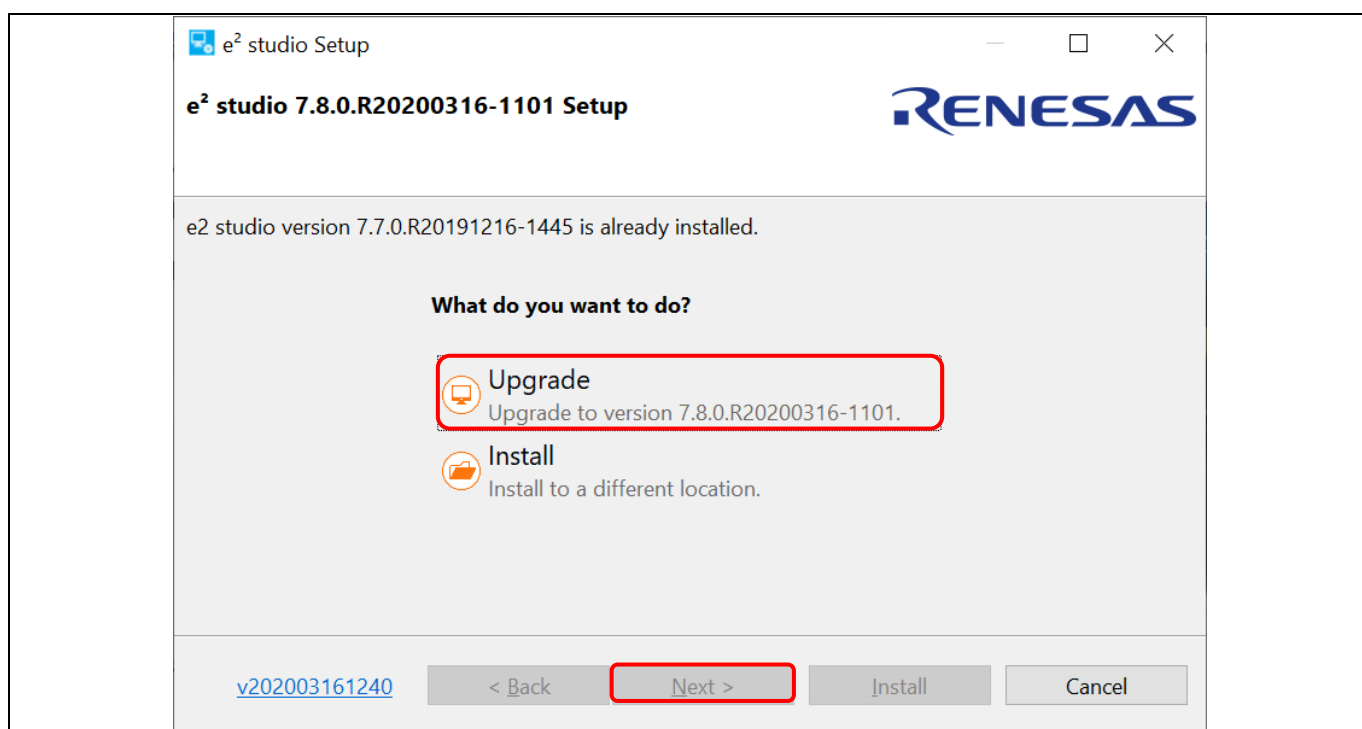 e² studio Setup
e² studio 7.8.0.R20200316-1101 Setup
RENESAS
e2 studio version 7.7.0.R20191216-1445 is already installed.
What do you want to do?
Upgrade
Upgrade to version 7.8.0.R20200316-1101.
Install
Install to a different location.
v202003161240 < Back Next > Install Cancel